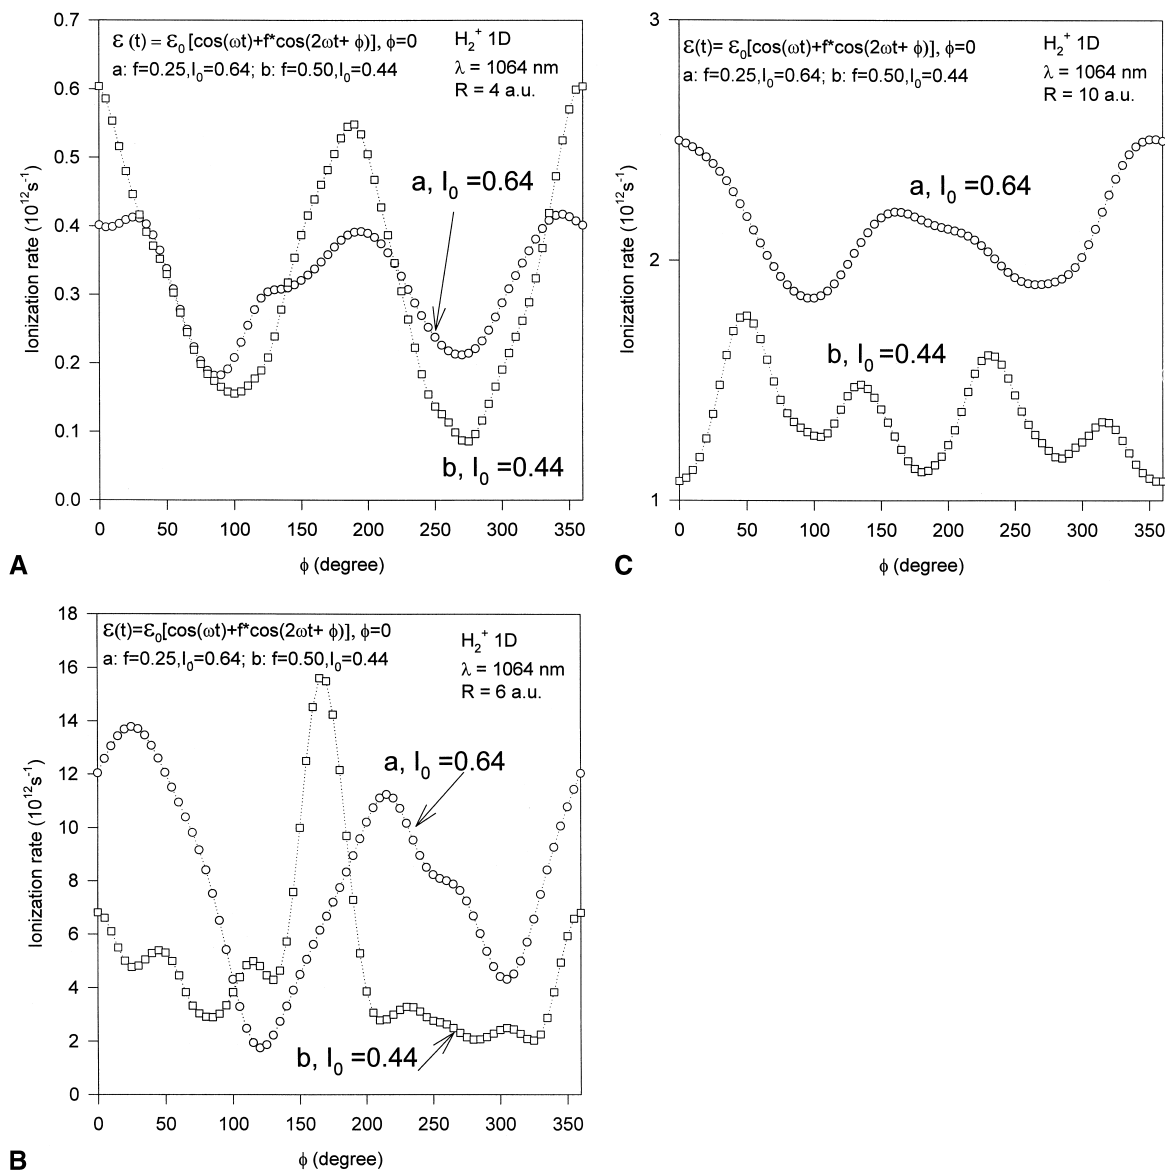 ε (t) = ε₀ [cos(ωt)+f*cos(2ωt+ ϕ)], ϕ=0
a: f=0.25,I₀=0.64; b: f=0.50,I₀=0.44
H₂⁺ 1D
λ = 1064 nm
R = 4 a.u.
a, I₀ =0.64
b, I₀ =0.44
Ionization rate (10¹²s⁻¹)
0.7
0.6
0.5
0.4
0.3
0.2
0.1
0.0
0 50 100 150 200 250 300 350
ϕ (degree)
A
ε(t)= ε₀[cos(ωt)+f*cos(2ωt+ ϕ)], ϕ=0
a: f=0.25,I₀=0.64; b: f=0.50,I₀=0.44
H₂⁺ 1D
λ = 1064 nm
R = 10 a.u.
a, I₀ =0.64
b, I₀ =0.44
Ionization rate (10¹²s⁻¹)
3
2
1
0 50 100 150 200 250 300 350
ϕ (degree)
C
ε(t)=ε₀[cos(ωt)+f*cos(2ωt+ ϕ)], ϕ=0
a: f=0.25,I₀=0.64; b: f=0.50,I₀=0.44
H₂⁺ 1D
λ = 1064 nm
R = 6 a.u.
a, I₀ =0.64
b, I₀ =0.44
Ionization rate (10¹²s⁻¹)
18
16
14
12
10
8
6
4
2
0
0 50 100 150 200 250 300 350
ϕ (degree)
B